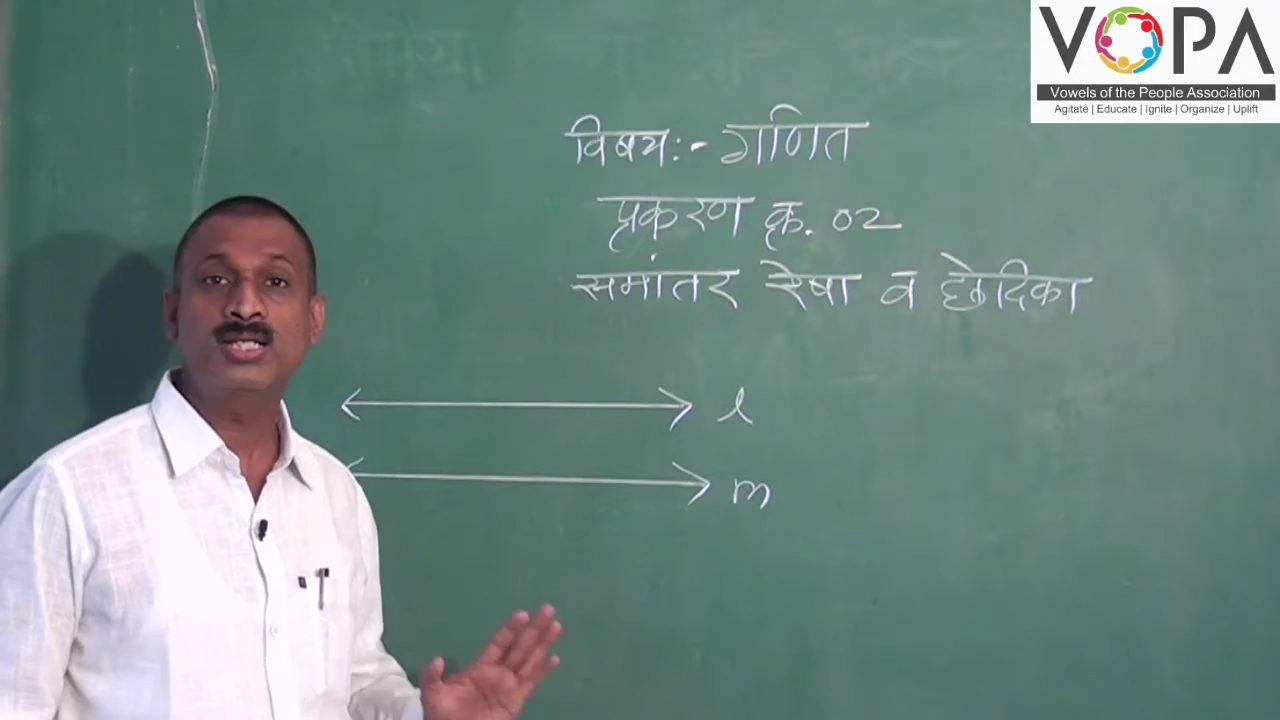 VOPA
Vowels of the People Association
Agitate | Educate | Ignite | Organize | Uplift
विषय:- गणित
प्रकरण क्र. 02
समांतर रेषा व छेदिका
l
m